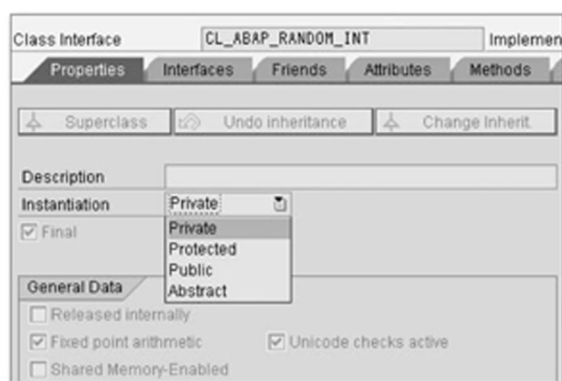 Class Interface CL_ABAP_RANDOM_INT Implemen
Properties Interfaces Friends Attributes Methods
Superclass Undo inheritance Change Inherit.
Description
Instantiation Private
Final Private
Protected
Public
Abstract
General Data
Released internally
Fixed point arithmetic Unicode checks active
Shared Memory-Enabled